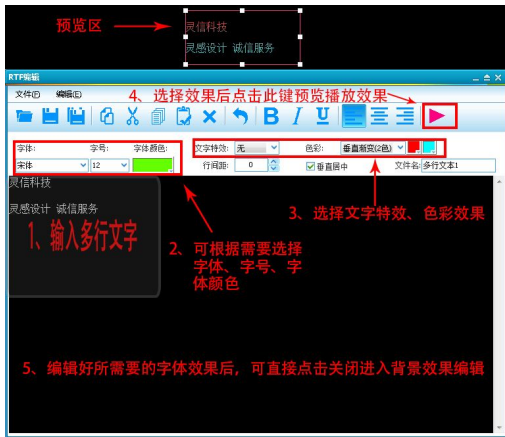 预览区
灵信科技
灵感设计 诚信服务
RTF编辑
文件(F) 编辑(E)
4、选择效果后点击此键预览播放效果
B I U
字体: 字号: 字体颜色: 文字特效: 无 色彩: 垂直渐变(2色)
宋体 12 行间距: 0 垂直居中 文件名: 多行文本1
灵信科技
灵感设计 诚信服务
1、输入多行文字
2、可根据需要选择
字体、字号、字
体颜色
3、选择文字特效、色彩效果
5、编辑好所需要的字体效果后，可直接点击关闭进入背景效果编辑